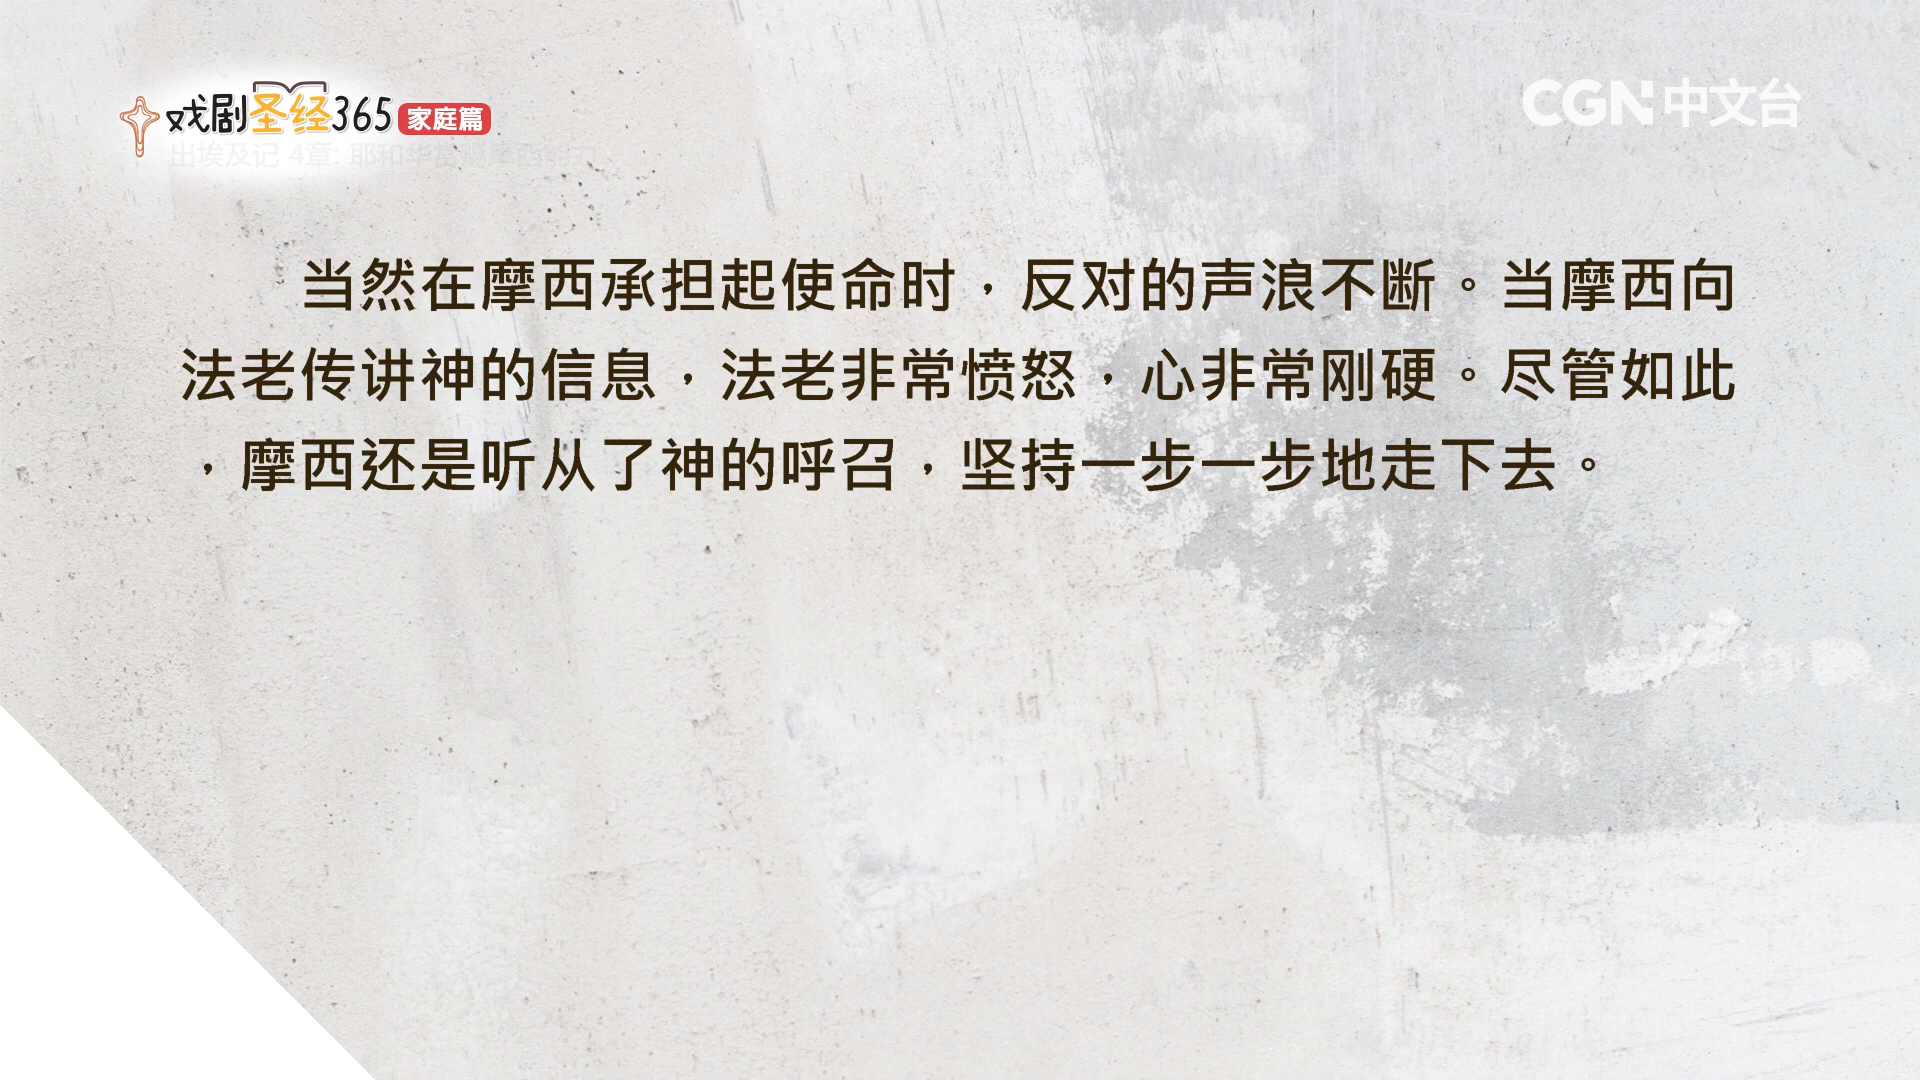 戏剧圣经365 家庭篇
CGN中文台
出埃及记 4章: 耶和华
当然在摩西承担起使命时，反对的声浪不断。当摩西向
法老传讲神的信息，法老非常愤怒，心非常刚硬。尽管如此
，摩西还是听从了神的呼召，坚持一步一步地走下去。